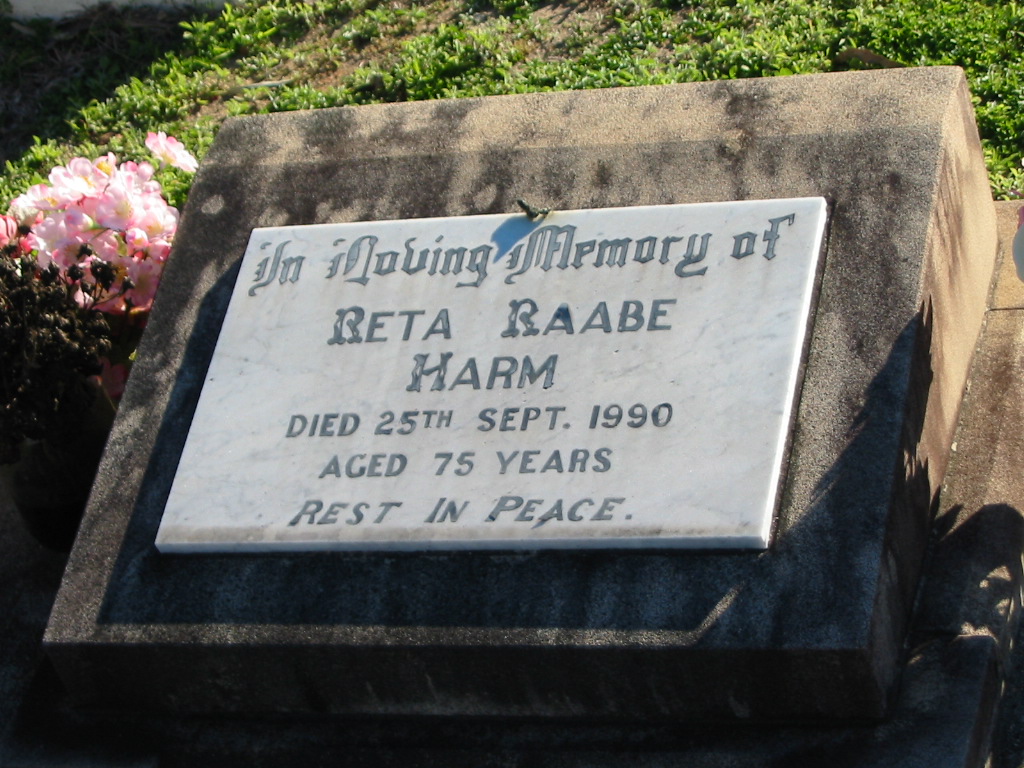 In Loving Memory of
RETA RAABE
HARM
DIED 25TH SEPT. 1990
AGED 75 YEARS
REST IN PEACE.